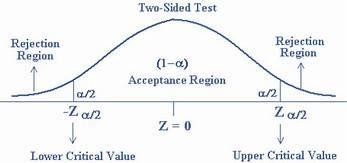 Two-Sided Test
Rejection
Region
Rejection
Region
(1-α)
Acceptance Region
α/2
α/2
-Z α/2
Z = 0
Z α/2
Lower Critical Value
Upper Critical Value